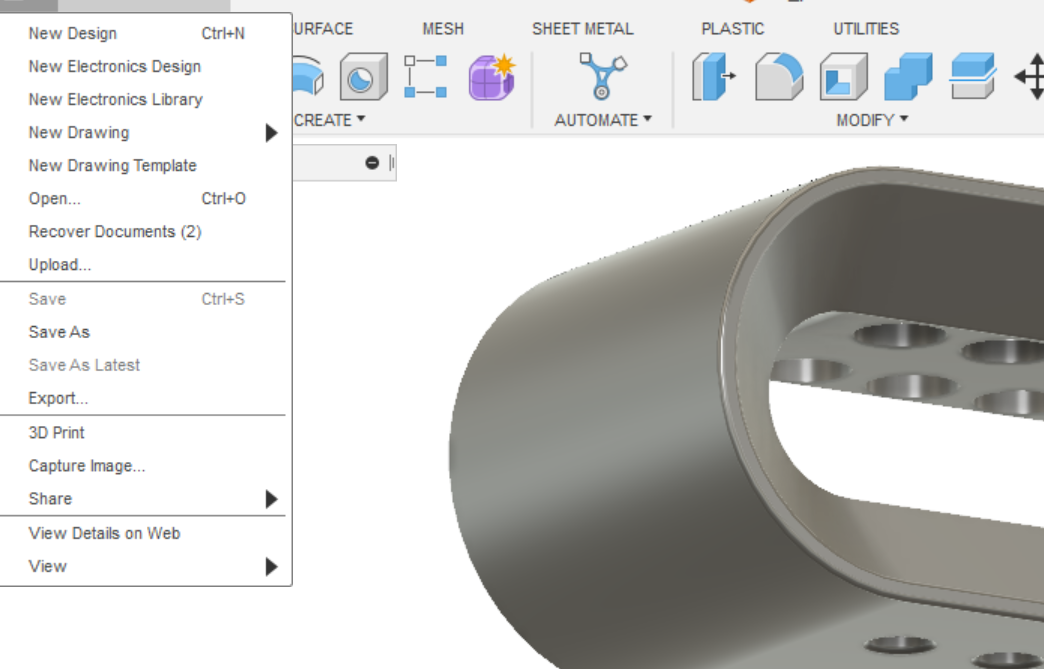 New Design Ctrl+N
New Electronics Design
New Electronics Library
New Drawing
New Drawing Template
Open... Ctrl+O
Recover Documents (2)
Upload...
Save Ctrl+S
Save As
Save As Latest
Export...
3D Print
Capture Image...
Share
View Details on Web
View
URFACE MESH SHEET METAL PLASTIC UTILITIES
CREATE AUTOMATE MODIFY